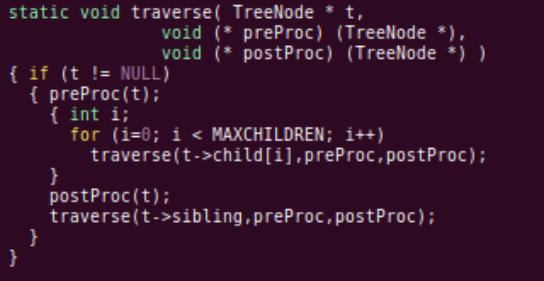 static void traverse( TreeNode * t,
               void (* preProc) (TreeNode *),
               void (* postProc) (TreeNode *) )
{ if (t != NULL)
  { preProc(t);
    { int i;
      for (i=0; i < MAXCHILDREN; i++)
        traverse(t->child[i],preProc,postProc);
    }
    postProc(t);
    traverse(t->sibling,preProc,postProc);
  }
}